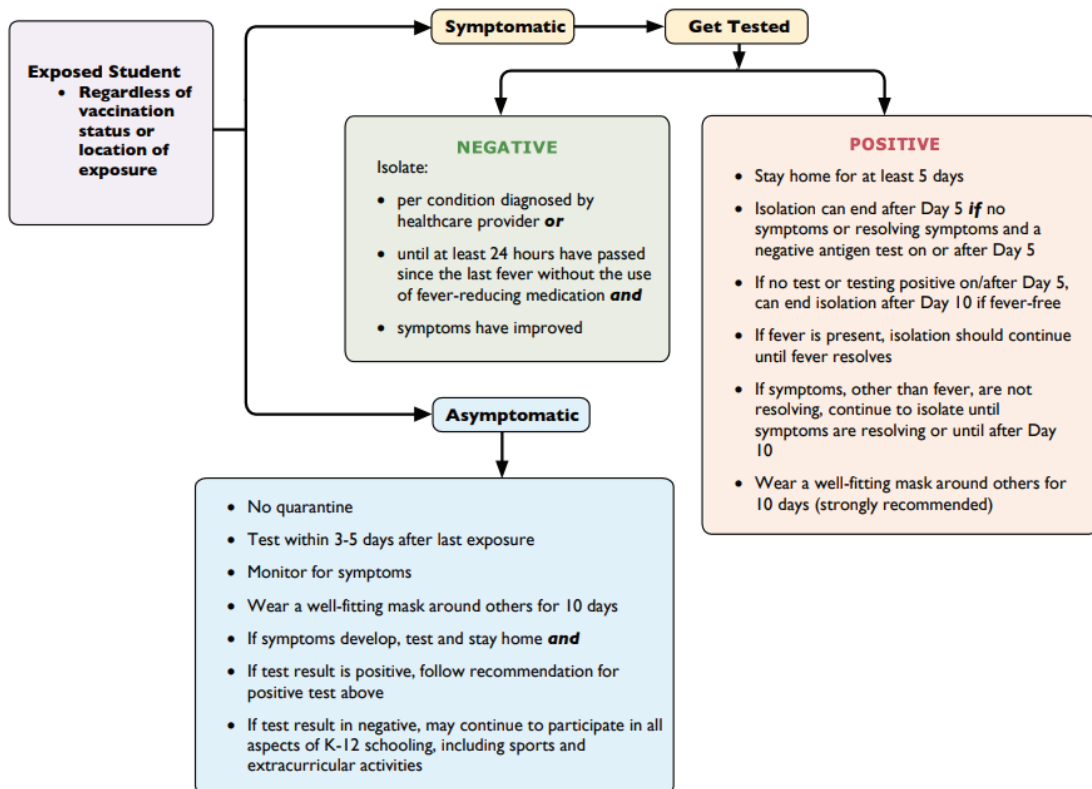 Exposed Student
• Regardless of
vaccination
status or
location of
exposure
Symptomatic
Get Tested
NEGATIVE
Isolate:
• per condition diagnosed by
healthcare provider or
• until at least 24 hours have passed
since the last fever without the use
of fever-reducing medication and
• symptoms have improved
POSITIVE
• Stay home for at least 5 days
• Isolation can end after Day 5 if no
symptoms or resolving symptoms and a
negative antigen test on or after Day 5
• If no test or testing positive on/after Day 5,
can end isolation after Day 10 if fever-free
• If fever is present, isolation should continue
until fever resolves
• If symptoms, other than fever, are not
resolving, continue to isolate until
symptoms are resolving or until after Day
10
• Wear a well-fitting mask around others for
10 days (strongly recommended)
Asymptomatic
• No quarantine
• Test within 3-5 days after last exposure
• Monitor for symptoms
• Wear a well-fitting mask around others for 10 days
• If symptoms develop, test and stay home and
• If test result is positive, follow recommendation for
positive test above
• If test result in negative, may continue to participate in all
aspects of K-12 schooling, including sports and
extracurricular activities